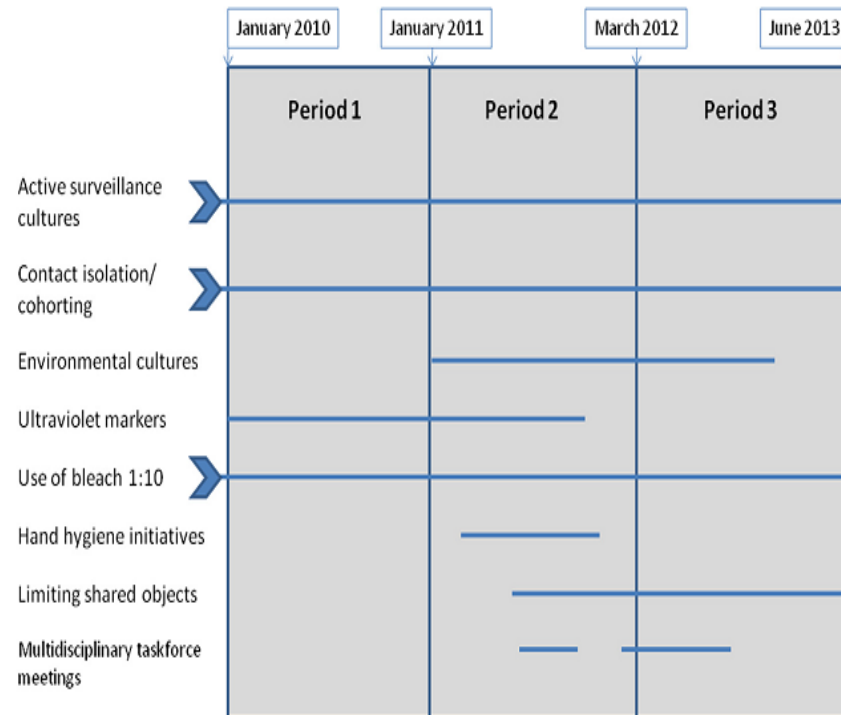 January 2010
January 2011
March 2012
June 2013
Period 1
Period 2
Period 3
Active surveillance
cultures
Contact isolation/
cohorting
Environmental cultures
Ultraviolet markers
Use of bleach 1:10
Hand hygiene initiatives
Limiting shared objects
Multidisciplinary taskforce
meetings